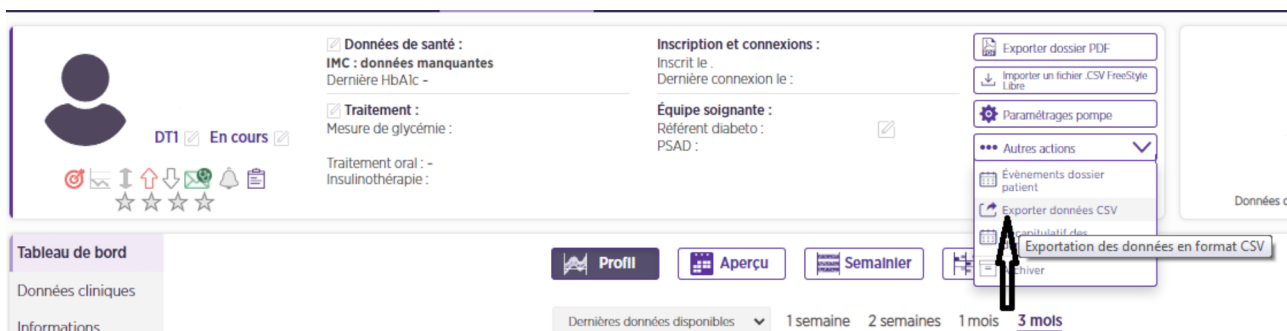 Données de santé :
IMC : données manquantes
Dernière HbA1c -
Traitement :
Mesure de glycémie :
Traitement oral : -
Insulinothérapie :
DT1 En cours
Inscription et connexions :
Inscrit le .
Dernière connexion le :
Équipe soignante :
Référent diabeto :
PSAD :
Exporter dossier PDF
Importer un fichier .CSV FreeStyle
Libre
Paramétrages pompe
••• Autres actions
Évènements dossier
patient
Exporter données CSV
Exportation des données en format CSV
Données
Tableau de bord
Données cliniques
Informations
Profil
Aperçu
Semainier
Dernières données disponibles
1 semaine 2 semaines 1 mois 3 mois